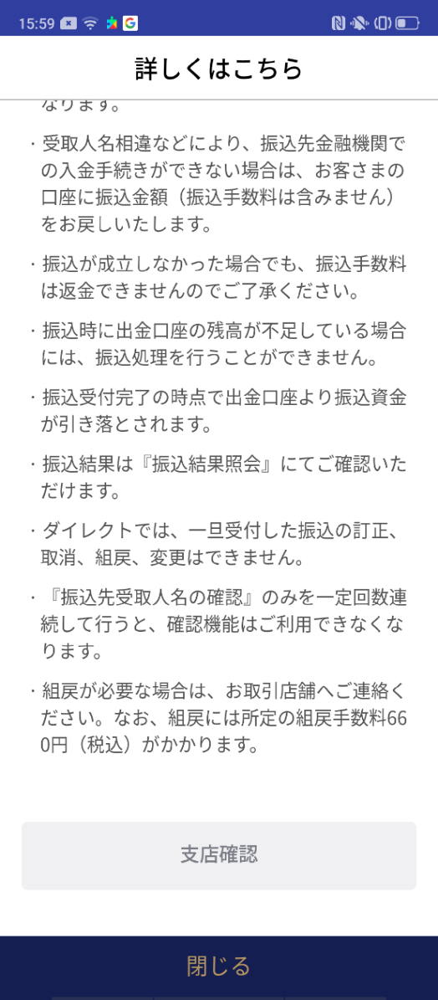 15:59
詳しくはこちら
なります。
・受取人名相違などにより、振込先金融機関で
の入金手続きができない場合は、お客さまの
口座に振込金額（振込手数料は含みません）
をお戻しいたします。
・振込が成立しなかった場合でも、振込手数料
は返金できませんのでご了承ください。
・振込時に出金口座の残高が不足している場合
には、振込処理を行うことができません。
・振込受付完了の時点で出金口座より振込資金
が引き落とされます。
・振込結果は『振込結果照会』にてご確認いた
だけます。
・ダイレクトでは、一旦受付した振込の訂正、
取消、組戻、変更はできません。
・『振込先受取人名の確認』のみを一定回数連
続して行うと、確認機能はご利用できなくな
ります。
・組戻が必要な場合は、お取引店舗へご連絡く
ださい。なお、組戻には所定の組戻手数料66
0円（税込）がかかります。
支店確認
閉じる